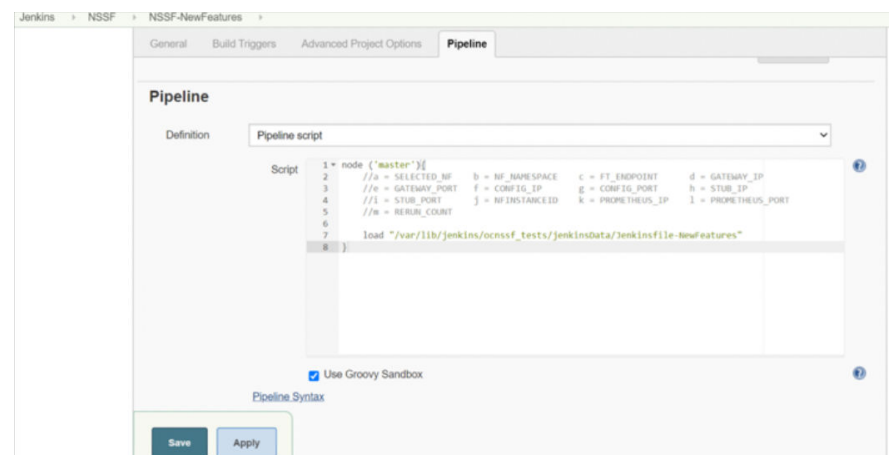 Jenkins NSSF NSSF-NewFeatures
General Build Triggers Advanced Project Options Pipeline
Pipeline
Definition Pipeline script
Script
1 node ('master'){
2 //a = SELECTED_NF b = NF_NAMESPACE c = FT_ENDPOINT d = GATEWAY_IP
3 //e = GATEWAY_PORT f = CONFIG_IP g = CONFIG_PORT h = STUB_IP
4 //i = STUB_PORT j = NFINSTANCEID k = PROMETHEUS_IP l = PROMETHEUS_PORT
5 //m = RERUN_COUNT
6
7 load "/var/lib/jenkins/ocnssf_tests/jenkinsData/Jenkinsfile-NewFeatures"
8 }
Use Groovy Sandbox
Pipeline Syntax
Save Apply